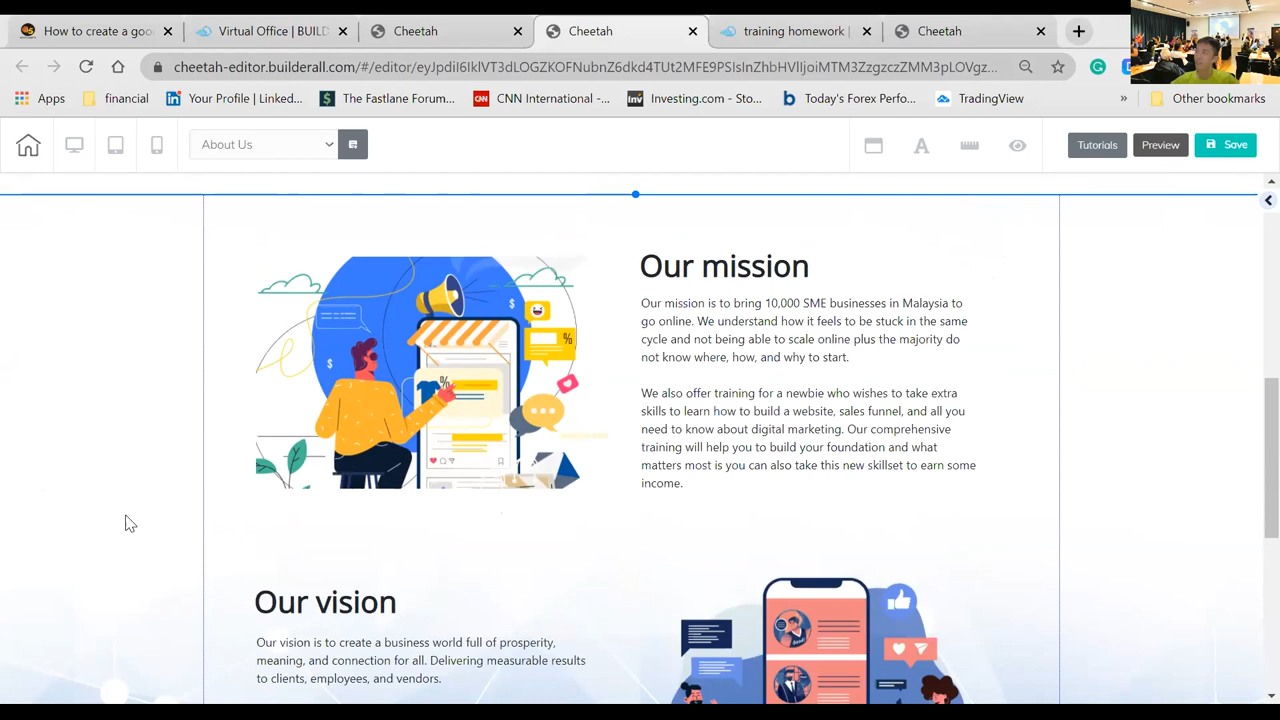 How to create a goo
Virtual Office | BUILD
Cheetah
Cheetah
training homework |
Cheetah
Apps
financial
Your Profile | Linked...
The Fastlane Forum...
CNN International -...
Investing.com - Sto...
Today's Forex Perfo...
TradingView
Other bookmarks
About Us
Tutorials
Preview
Save
Our mission
Our mission is to bring 10,000 SME businesses in Malaysia to
go online. We understand how it feels to be stuck in the same
cycle and not being able to scale online plus the majority do
not know where, how, and why to start.
We also offer training for a newbie who wishes to take extra
skills to learn how to build a website, sales funnel, and all you
need to know about digital marketing. Our comprehensive
training will help you to build your foundation and what
matters most is you can also take this new skillset to earn some
income.
Our vision
Our vision is to create a business world full of prosperity,
meaning, and connection for all. Delivering measurable results
to clients, employees, and vendors.